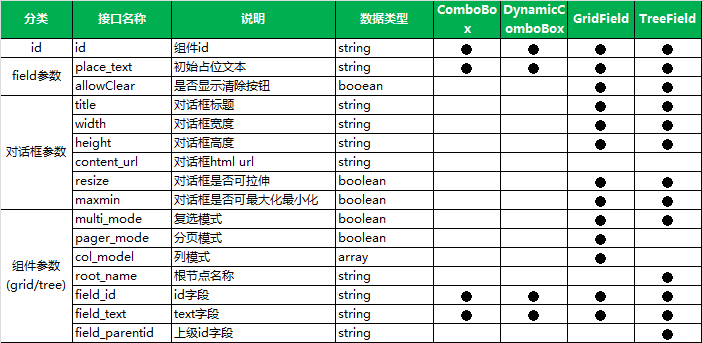 分类 接口名称 说明 数据类型 ComboBo
x DynamicC
omboBox GridField TreeField
id id 组件id string ● ● ● ●
field参数 place_text 初始占位文本 string ● ● ● ●
allowClear 是否显示清除按钮 booean ● ●
对话框参数 title 对话框标题 string ● ●
width 对话框宽度 string ● ●
height 对话框高度 string ● ●
content_url 对话框html url string
resize 对话框是否可拉伸 boolean ● ●
maxmin 对话框是否可最大化最小化 boolean ● ●
组件参数
(grid/tree) multi_mode 复选模式 boolean ● ●
pager_mode 分页模式 boolean ●
col_model 列模式 array ●
root_name 根节点名称 string ●
field_id id字段 string ● ● ● ●
field_text text字段 string ● ● ● ●
field_parentid 上级id字段 string ●